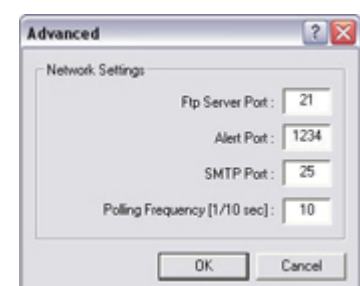 Advanced
Network Settings
Ftp Server Port : 21
Alert Port : 1234
SMTP Port : 25
Polling Frequency [1/10 sec] : 10
OK Cancel